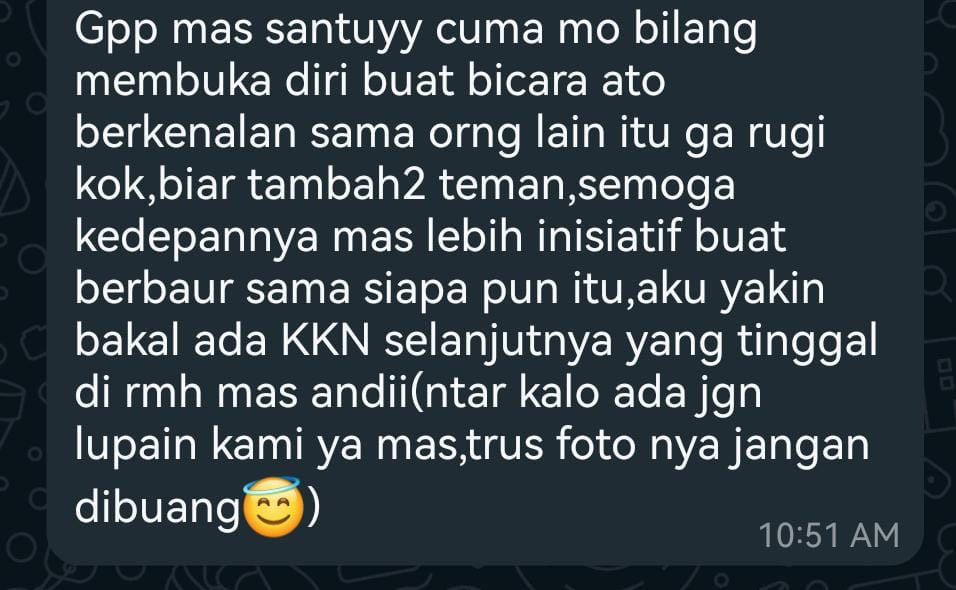 Gpp mas santuyy cuma mo bilang
membuka diri buat bicara ato
berkenalan sama orng lain itu ga rugi
kok,biar tambah2 teman,semoga
kedepannya mas lebih inisiatif buat
berbaur sama siapa pun itu,aku yakin
bakal ada KKN selanjutnya yang tinggal
di rmh mas andii(ntar kalo ada jgn
lupain kami ya mas,trus foto nya jangan
dibuang😇)
10:51 AM